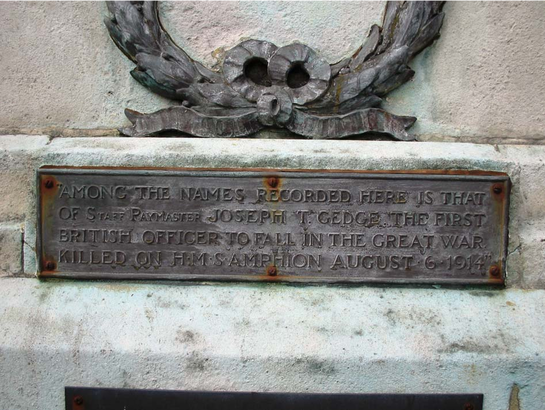 "AMONG THE NAMES RECORDED HERE IS THAT
OF STAFF PAYMASTER JOSEPH T. GEDGE, THE FIRST
BRITISH OFFICER TO FALL IN THE GREAT WAR.
KILLED ON H·M·S·AMPHION AUGUST·6·1914"